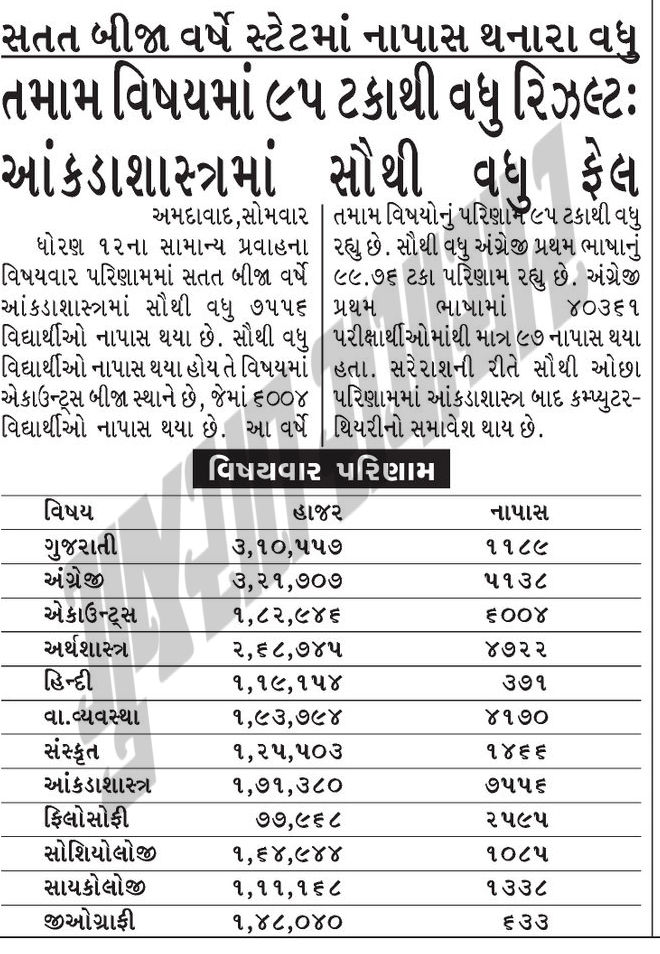 સતત બીજા વર્ષે સ્ટેટમાં નાપાસ થનારા વધુ
તમામ વિષયમાં ૯૫ ટકાથી વધુ રિઝલ્ટઃ
આંકડાશાસ્ત્રમાં સૌથી વધુ ફેલ
અમદાવાદ,સોમવાર
ધોરણ ૧૨ના સામાન્ય પ્રવાહના
વિષયવાર પરિણામમાં સતત બીજા વર્ષે
આંકડાશાસ્ત્રમાં સૌથી વધુ ૭૫૫૬
વિદ્યાર્થીઓ નાપાસ થયા છે. સૌથી વધુ
વિદ્યાર્થીઓ નાપાસ થયા હોય તે વિષયમાં
એકાઉન્ટ્સ બીજા સ્થાને છે, જેમાં ૬૦૦૪
વિદ્યાર્થીઓ નાપાસ થયા છે. આ વર્ષે
તમામ વિષયોનું પરિણામ ૯૫ ટકાથી વધુ
રહ્યુ છે. સૌથી વધુ અંગ્રેજી પ્રથમ ભાષાનું
૯૯.૭૬ ટકા પરિણામ રહ્યુ છે. અંગ્રેજી
પ્રથમ ભાષામાં ૪૦૩૬૧
પરીક્ષાર્થીઓમાંથી માત્ર ૯૭ નાપાસ થયા
હતા. સરેરાશની રીતે સૌથી ઓછા
પરિણામમાં આંકડાશાસ્ત્ર બાદ કમ્પ્યુટર-
થિયરીનો સમાવેશ થાય છે.
વિષયવાર પરિણામ
વિષય હાજર નાપાસ
ગુજરાતી ૩,૧૦,૫૫૭ ૧૧૮૯
અંગ્રેજી ૩,૨૧,૭૦૭ ૫૧૩૮
એકાઉન્ટ્સ ૧,૮૨,૯૪૬ ૬૦૦૪
અર્થશાસ્ત્ર ૨,૬૮,૭૪૫ ૪૭૨૨
હિન્દી ૧,૧૯,૧૫૪ ૩૭૧
વા.વ્યવસ્થા ૧,૯૩,૭૯૪ ૪૧૭૦
સંસ્કૃત ૧,૨૫,૫૦૩ ૧૪૬૬
આંકડાશાસ્ત્ર ૧,૭૧,૩૮૦ ૭૫૫૬
ફિલોસોફી ૭૭,૯૬૮ ૨૫૯૫
સોશિયોલોજી ૧,૬૪,૯૪૪ ૧૦૮૫
સાયકોલોજી ૧,૧૧,૧૬૮ ૧૩૩૮
જીઓગ્રાફી ૧,૪૮,૦૪૦ ૬૩૩
ગુજરાત સમાચાર